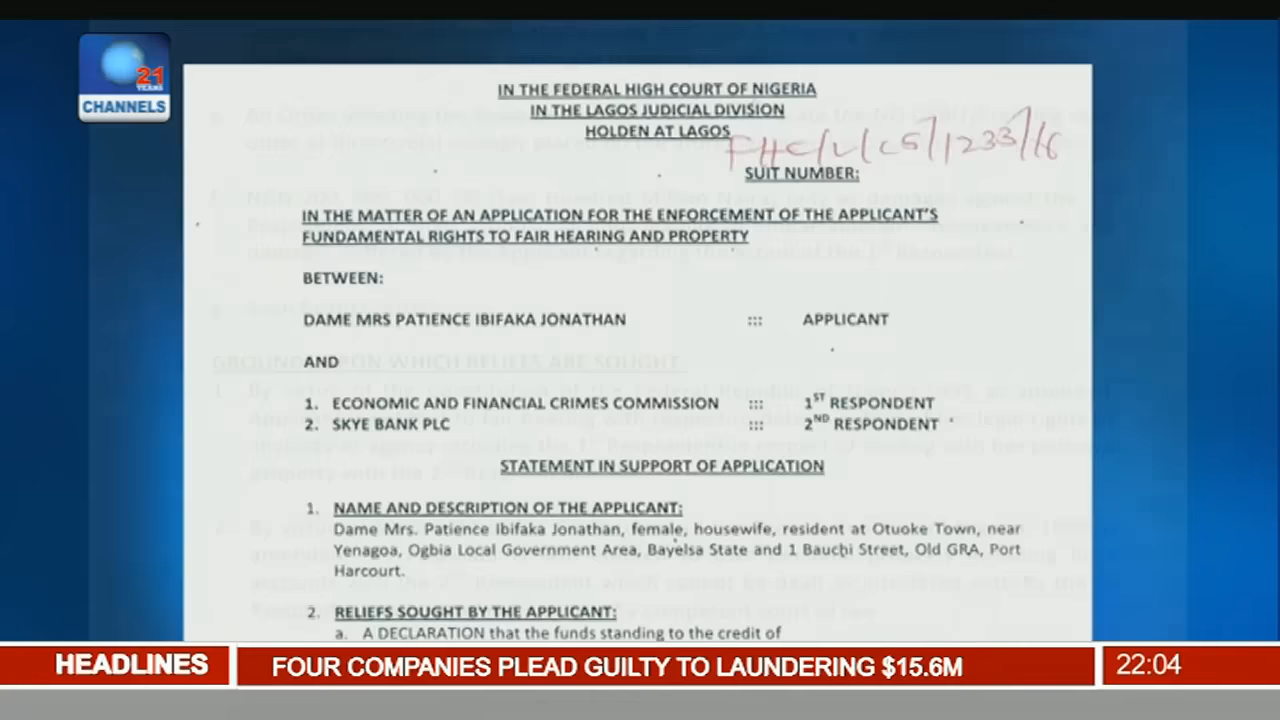 21
YEARS
CHANNELS
IN THE FEDERAL HIGH COURT OF NIGERIA
IN THE LAGOS JUDICIAL DIVISION
HOLDEN AT LAGOS
FHC/L/CS/1233/16
SUIT NUMBER:
IN THE MATTER OF AN APPLICATION FOR THE ENFORCEMENT OF THE APPLICANT'S
FUNDAMENTAL RIGHTS TO FAIR HEARING AND PROPERTY
BETWEEN:
DAME MRS PATIENCE IBIFAKA JONATHAN ::: APPLICANT
AND
1. ECONOMIC AND FINANCIAL CRIMES COMMISSION ::: 1ST RESPONDENT
2. SKYE BANK PLC ::: 2ND RESPONDENT
STATEMENT IN SUPPORT OF APPLICATION
1. NAME AND DESCRIPTION OF THE APPLICANT:
Dame Mrs. Patience Ibifaka Jonathan, female, housewife, resident at Otuoke Town, near
Yenagoa, Ogbia Local Government Area, Bayelsa State and 1 Bauchi Street, Old GRA, Port
Harcourt.
2. RELIEFS SOUGHT BY THE APPLICANT:
a. A DECLARATION that the funds standing to the credit of
HEADLINES FOUR COMPANIES PLEAD GUILTY TO LAUNDERING $15.6M 22:04